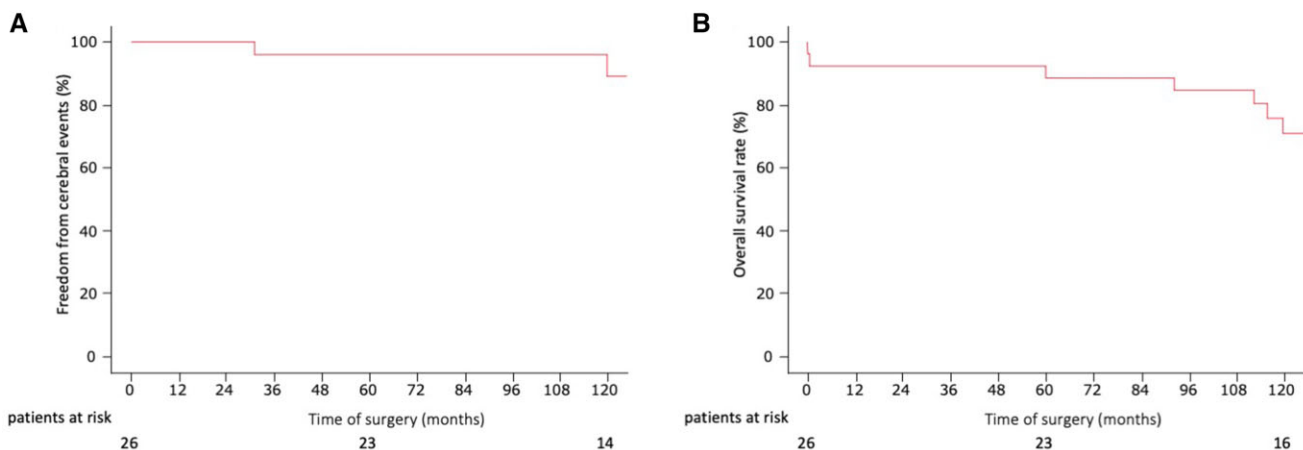 A
Freedom from cerebral events (%)
100
80
60
40
20
0
0 12 24 36 48 60 72 84 96 108 120
patients at risk
Time of surgery (months)
26 23 14
B
Overall survival rate (%)
100
80
60
40
20
0
0 12 24 36 48 60 72 84 96 108 120
patients at risk
Time of surgery (months)
26 23 16